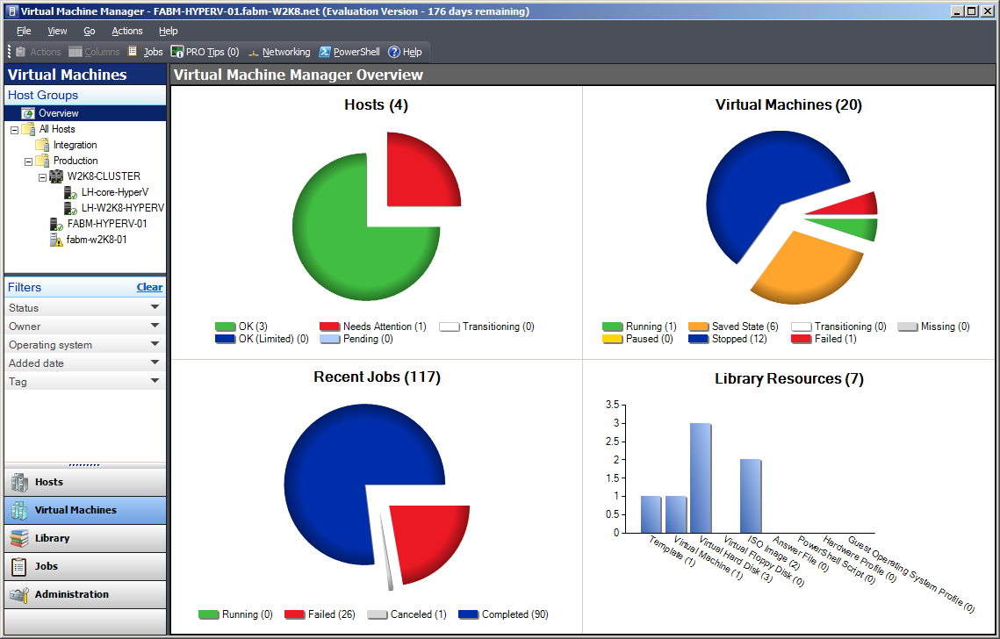 Virtual Machine Manager - FABM-HYPERV-01.fabm-W2K8.net (Evaluation Version - 176 days remaining)
File View Go Actions Help
Actions Columns Jobs PRO Tips (0) Networking PowerShell Help
Virtual Machines
Host Groups
Overview
All Hosts
Integration
Production
W2K8-CLUSTER
LH-core-HyperV
LH-W2K8-HYPERV
FABM-HYPERV-01
fabm-w2K8-01
Filters Clear
Status
Owner
Operating system
Added date
Tag
Hosts
Virtual Machines
Library
Jobs
Administration
Virtual Machine Manager Overview
Hosts (4)
OK (3) Needs Attention (1) Transitioning (0)
OK (Limited) (0) Pending (0)
Virtual Machines (20)
Running (1) Saved State (6) Transitioning (0) Missing (0)
Paused (0) Stopped (12) Failed (1)
Recent Jobs (117)
Running (0) Failed (26) Canceled (1) Completed (90)
Library Resources (7)
3.5
3
2.5
2
1.5
1
0.5
0
Template (1)
Virtual Machine (1)
Virtual Hard Disk (3)
Virtual Floppy Disk (0)
ISO Image (2)
Answer File (0)
PowerShell Script (0)
Hardware Profile (0)
Guest Operating System Profile (0)